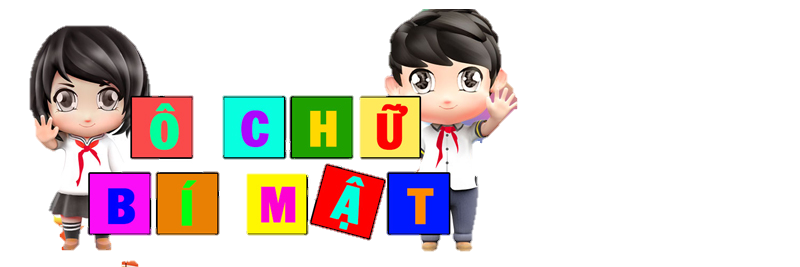 Ô CHỮ
BÍ MẬT